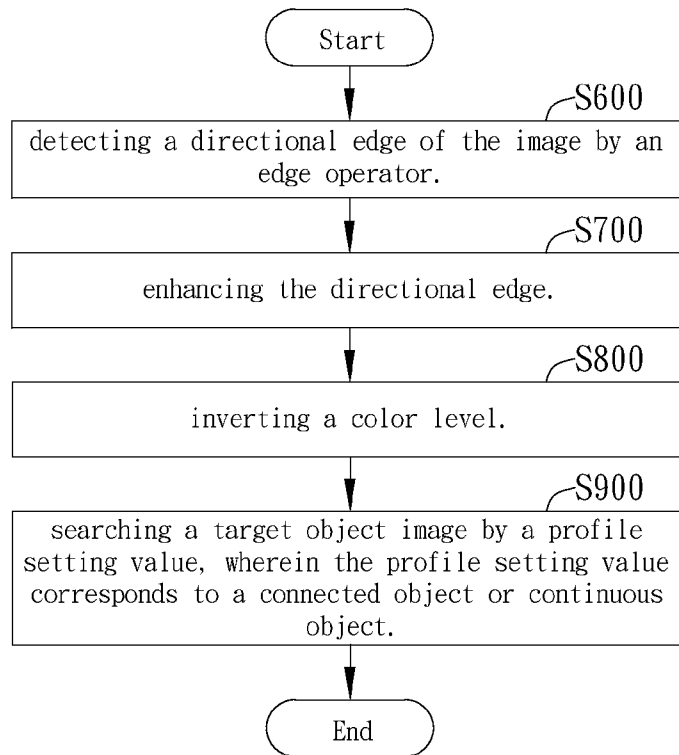 Start
S600
detecting a directional edge of the image by an
edge operator.
S700
enhancing the directional edge.
S800
inverting a color level.
S900
searching a target object image by a profile
setting value, wherein the profile setting value
corresponds to a connected object or continuous
object.
End